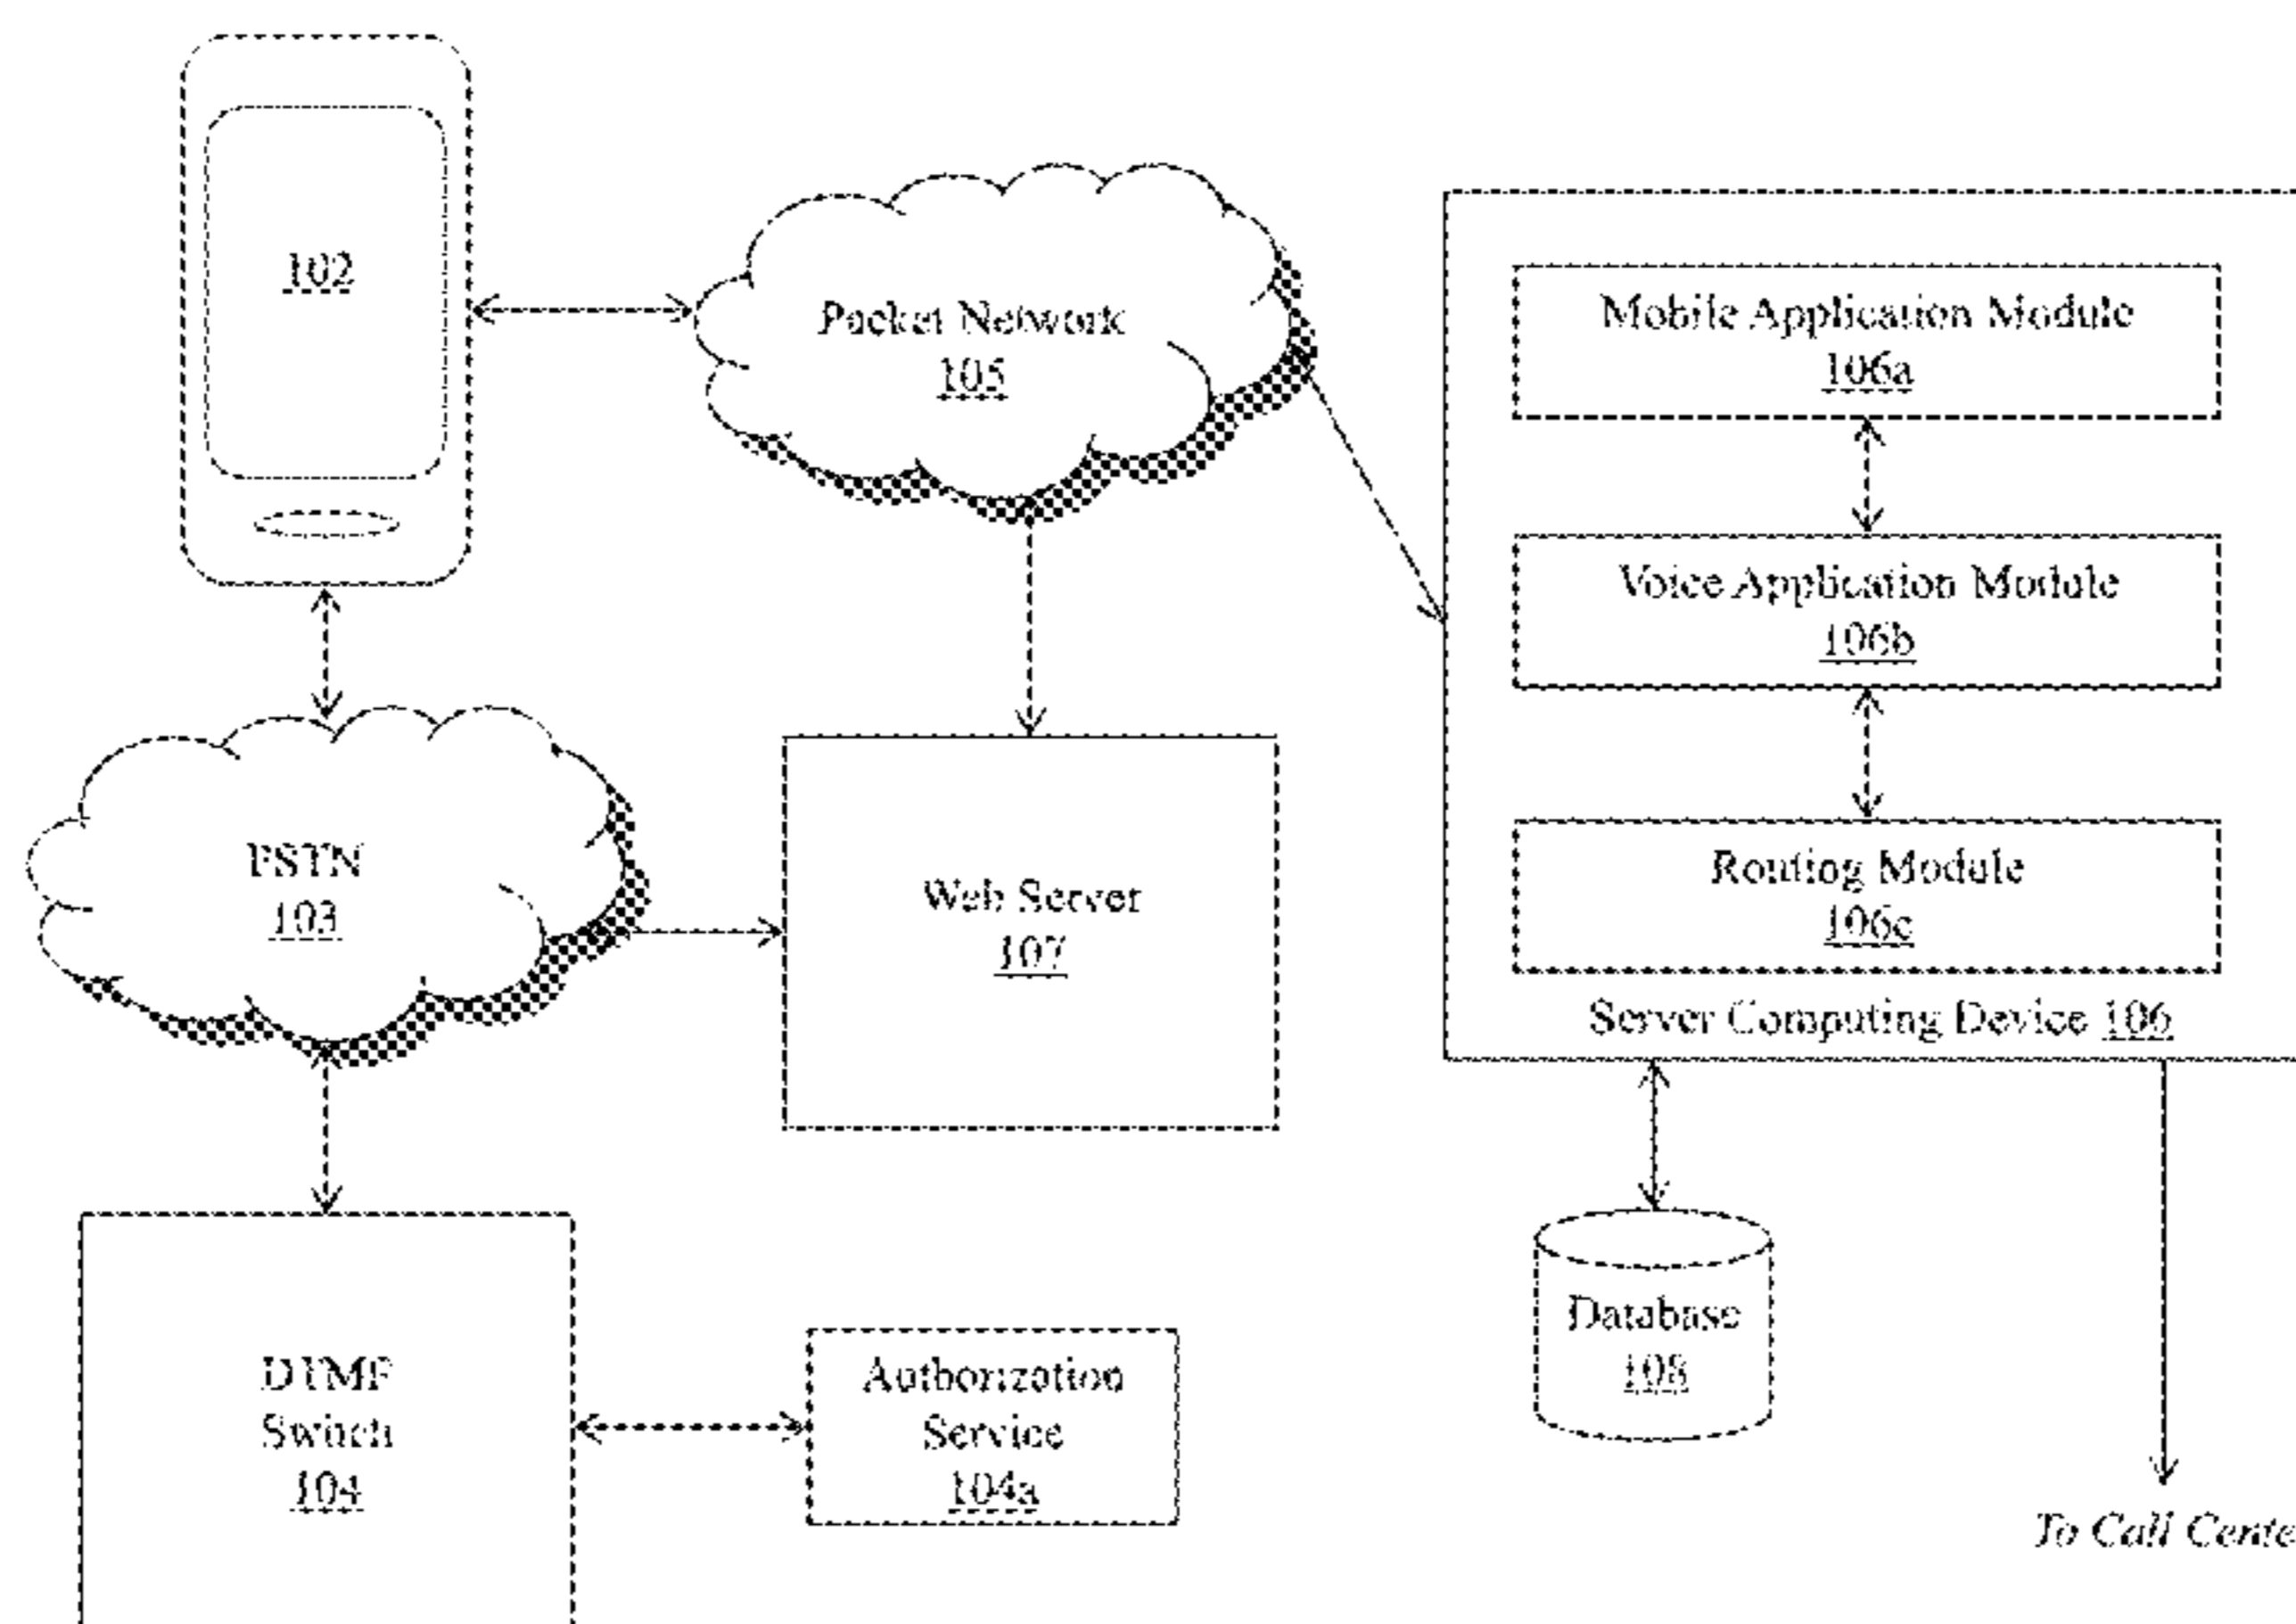 102
Packet Network
105
Mobile Application Module
106a
Voice Application Module
106b
PSTN
103
Web Server
107
Routing Module
106c
Server Computing Device 106
DTMF
Switch
104
Authorization
Service
104a
Database
108
To Call Cente